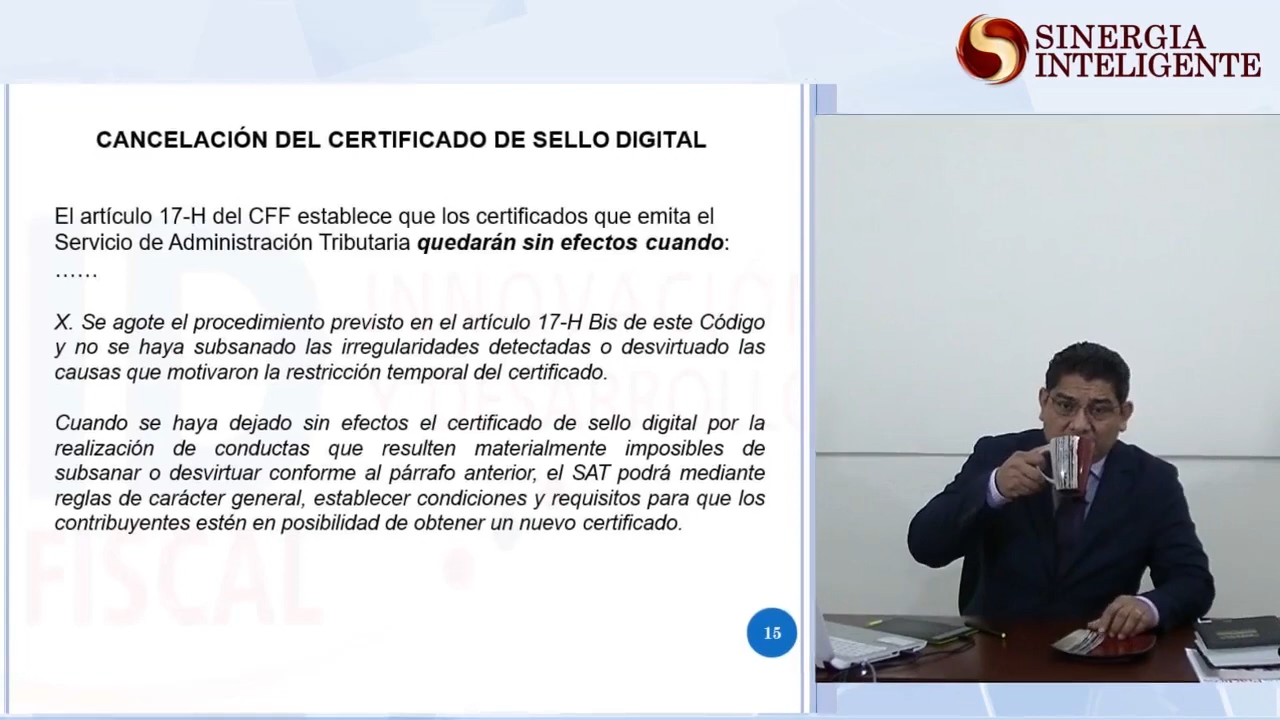 SINERGIA
INTELIGENTE
CANCELACIÓN DEL CERTIFICADO DE SELLO DIGITAL
El artículo 17-H del CFF establece que los certificados que emita el
Servicio de Administración Tributaria quedarán sin efectos cuando:
……
X. Se agote el procedimiento previsto en el artículo 17-H Bis de este Código
y no se haya subsanado las irregularidades detectadas o desvirtuado las
causas que motivaron la restricción temporal del certificado.
Cuando se haya dejado sin efectos el certificado de sello digital por la
realización de conductas que resulten materialmente imposibles de
subsanar o desvirtuar conforme al párrafo anterior, el SAT podrá mediante
reglas de carácter general, establecer condiciones y requisitos para que los
contribuyentes estén en posibilidad de obtener un nuevo certificado.
INNOVACIÓN
Y DESARROLLO
FISCAL
15